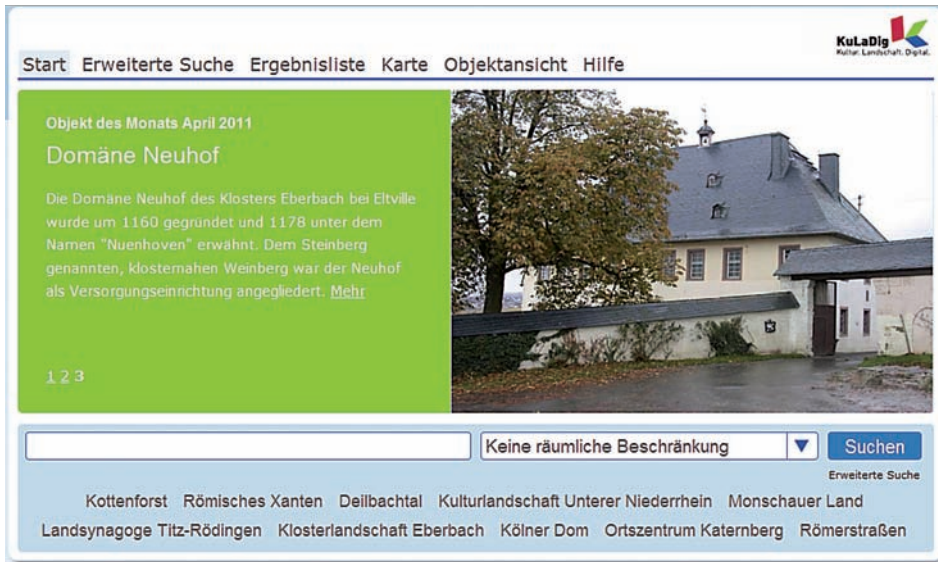 KuLaDig
Kultur. Landschaft. Digital.
Start Erweiterte Suche Ergebnisliste Karte Objektansicht Hilfe
Objekt des Monats April 2011
Domäne Neuhof
Die Domäne Neuhof des Klosters Eberbach bei Eltville
wurde um 1160 gegründet und 1178 unter dem
Namen "Nuenhoven" erwähnt. Dem Steinberg
genannten, klosternahen Weinberg war der Neuhof
als Versorgungseinrichtung angegliedert. Mehr
1 2 3
Keine räumliche Beschränkung Suchen
Erweiterte Suche
Kottenforst Römisches Xanten Deilbachtal Kulturlandschaft Unterer Niederrhein Monschauer Land
Landsynagoge Titz-Rödingen Klosterlandschaft Eberbach Kölner Dom Ortszentrum Katernberg Römerstraßen